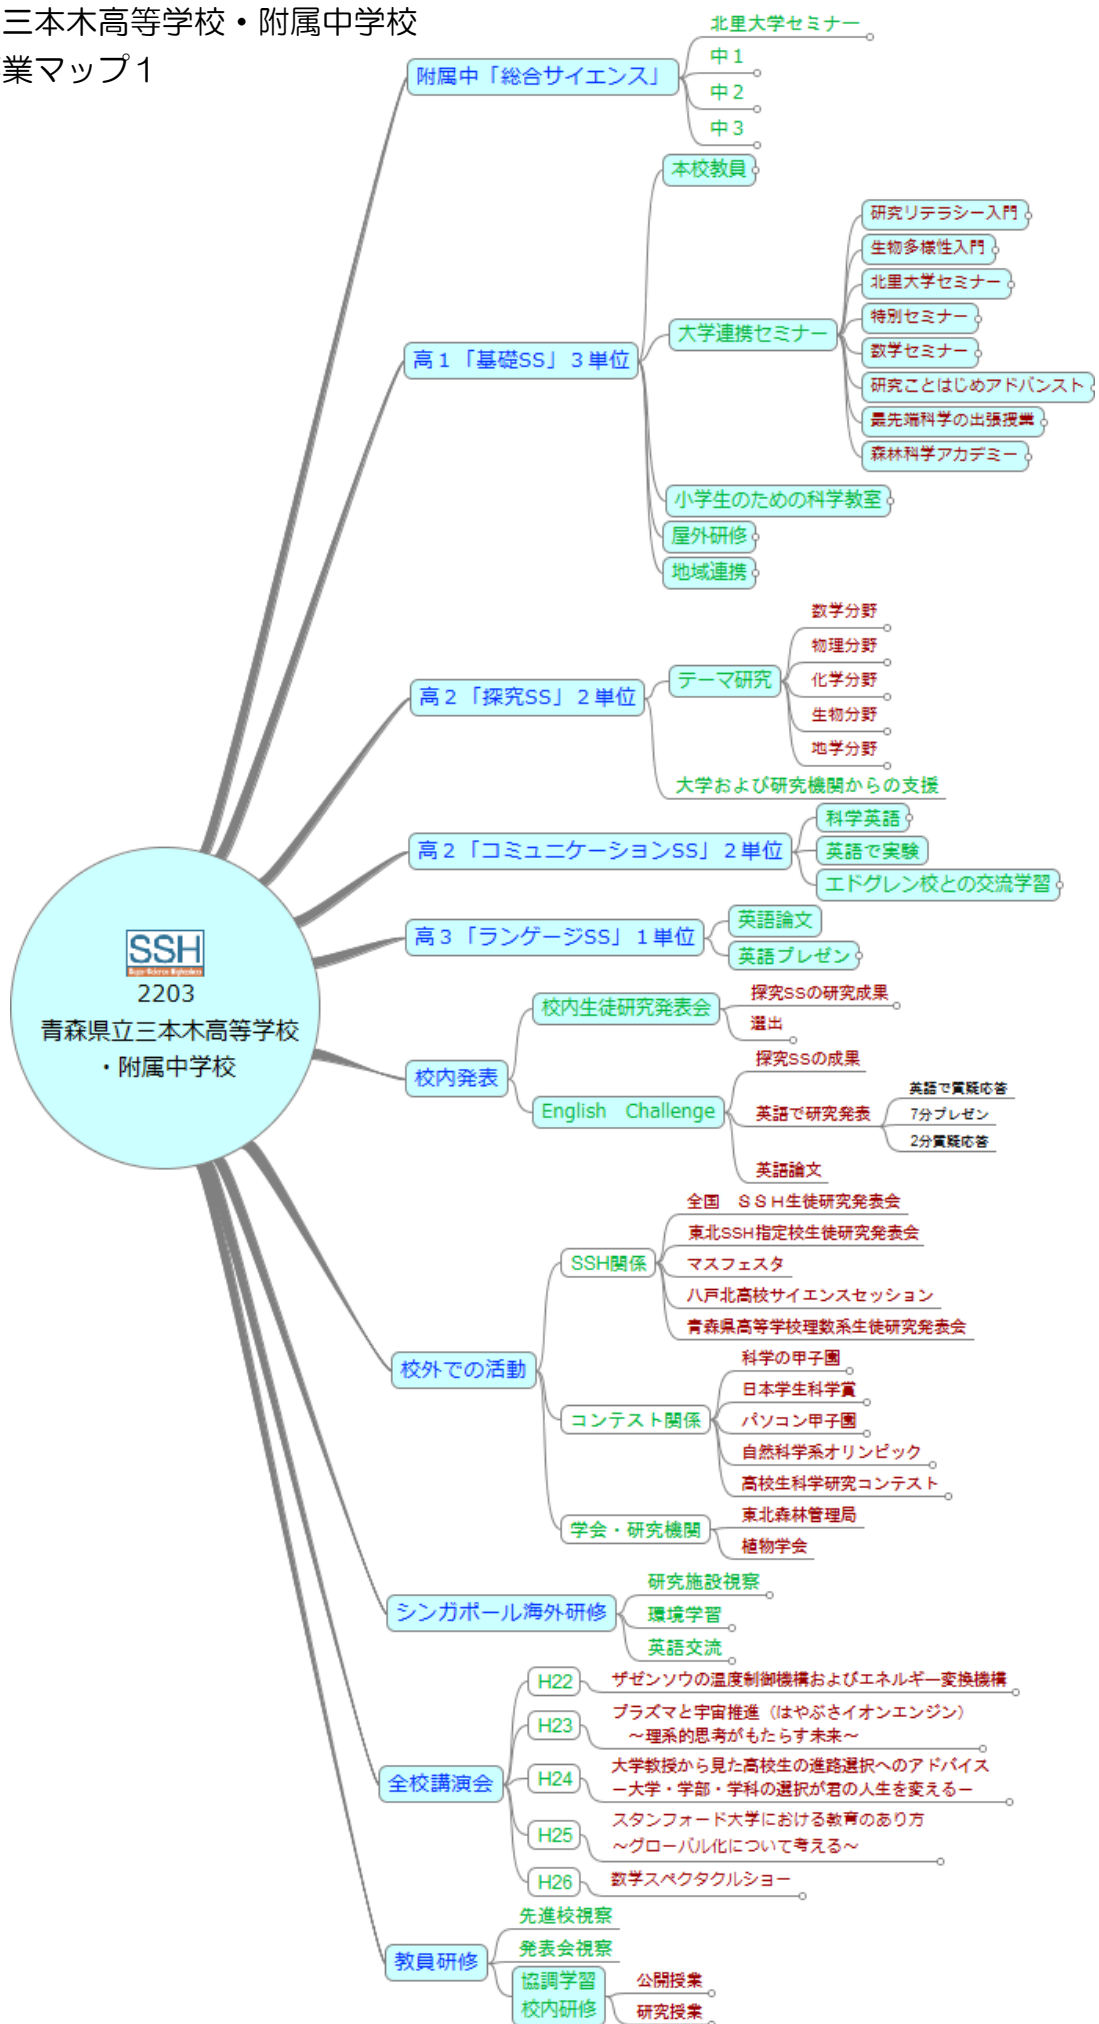 三本木高等学校・附属中学校
業マップ１
附属中「総合サイエンス」
北里大学セミナー
中１
中２
中３
高１「基礎SS」３単位
本校教員
大学連携セミナー
研究リテラシー入門
生物多様性入門
北里大学セミナー
特別セミナー
数学セミナー
研究ことはじめアドバンスト
最先端科学の出張授業
森林科学アカデミー
小学生のための科学教室
屋外研修
地域連携
高２「探究SS」２単位
テーマ研究
数学分野
物理分野
化学分野
生物分野
地学分野
大学および研究機関からの支援
高２「コミュニケーションSS」２単位
科学英語
英語で実験
エドグレン校との交流学習
高３「ランゲージSS」１単位
英語論文
英語プレゼン
SSH
Super Science Highschool
2203
青森県立三本木高等学校
・附属中学校
校内発表
校内生徒研究発表会
探究SSの研究成果
選出
English　Challenge
探究SSの成果
英語で研究発表
英語で質疑応答
7分プレゼン
2分質疑応答
英語論文
校外での活動
SSH関係
全国　ＳＳＨ生徒研究発表会
東北SSH指定校生徒研究発表会
マスフェスタ
八戸北高校サイエンスセッション
青森県高等学校理数系生徒研究発表会
コンテスト関係
科学の甲子園
日本学生科学賞
パソコン甲子園
自然科学系オリンピック
高校生科学研究コンテスト
学会・研究機関
東北森林管理局
植物学会
シンガポール海外研修
研究施設視察
環境学習
英語交流
全校講演会
H22
ザゼンソウの温度制御機構およびエネルギー変換機構
H23
プラズマと宇宙推進（はやぶさイオンエンジン）
～理系的思考がもたらす未来～
H24
大学教授から見た高校生の進路選択へのアドバイス
ー大学・学部・学科の選択が君の人生を変えるー
H25
スタンフォード大学における教育のあり方
～グローバル化について考える～
H26
数学スペクタクルショー
教員研修
先進校視察
発表会視察
協調学習
校内研修
公開授業
研究授業